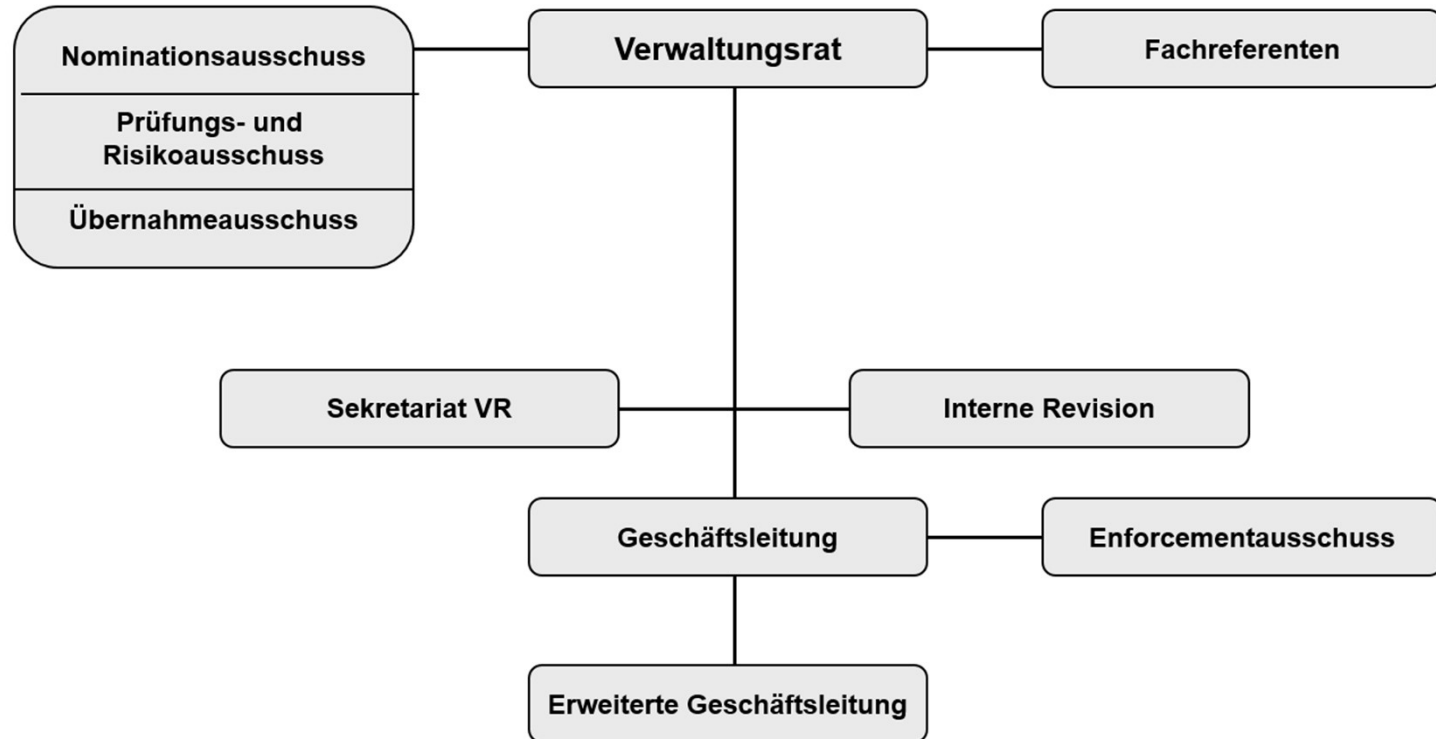 Nominationsausschuss
Prüfungs- und
Risikoausschuss
Übernahmeausschuss
Verwaltungsrat
Fachreferenten
Sekretariat VR
Interne Revision
Geschäftsleitung
Enforcementausschuss
Erweiterte Geschäftsleitung